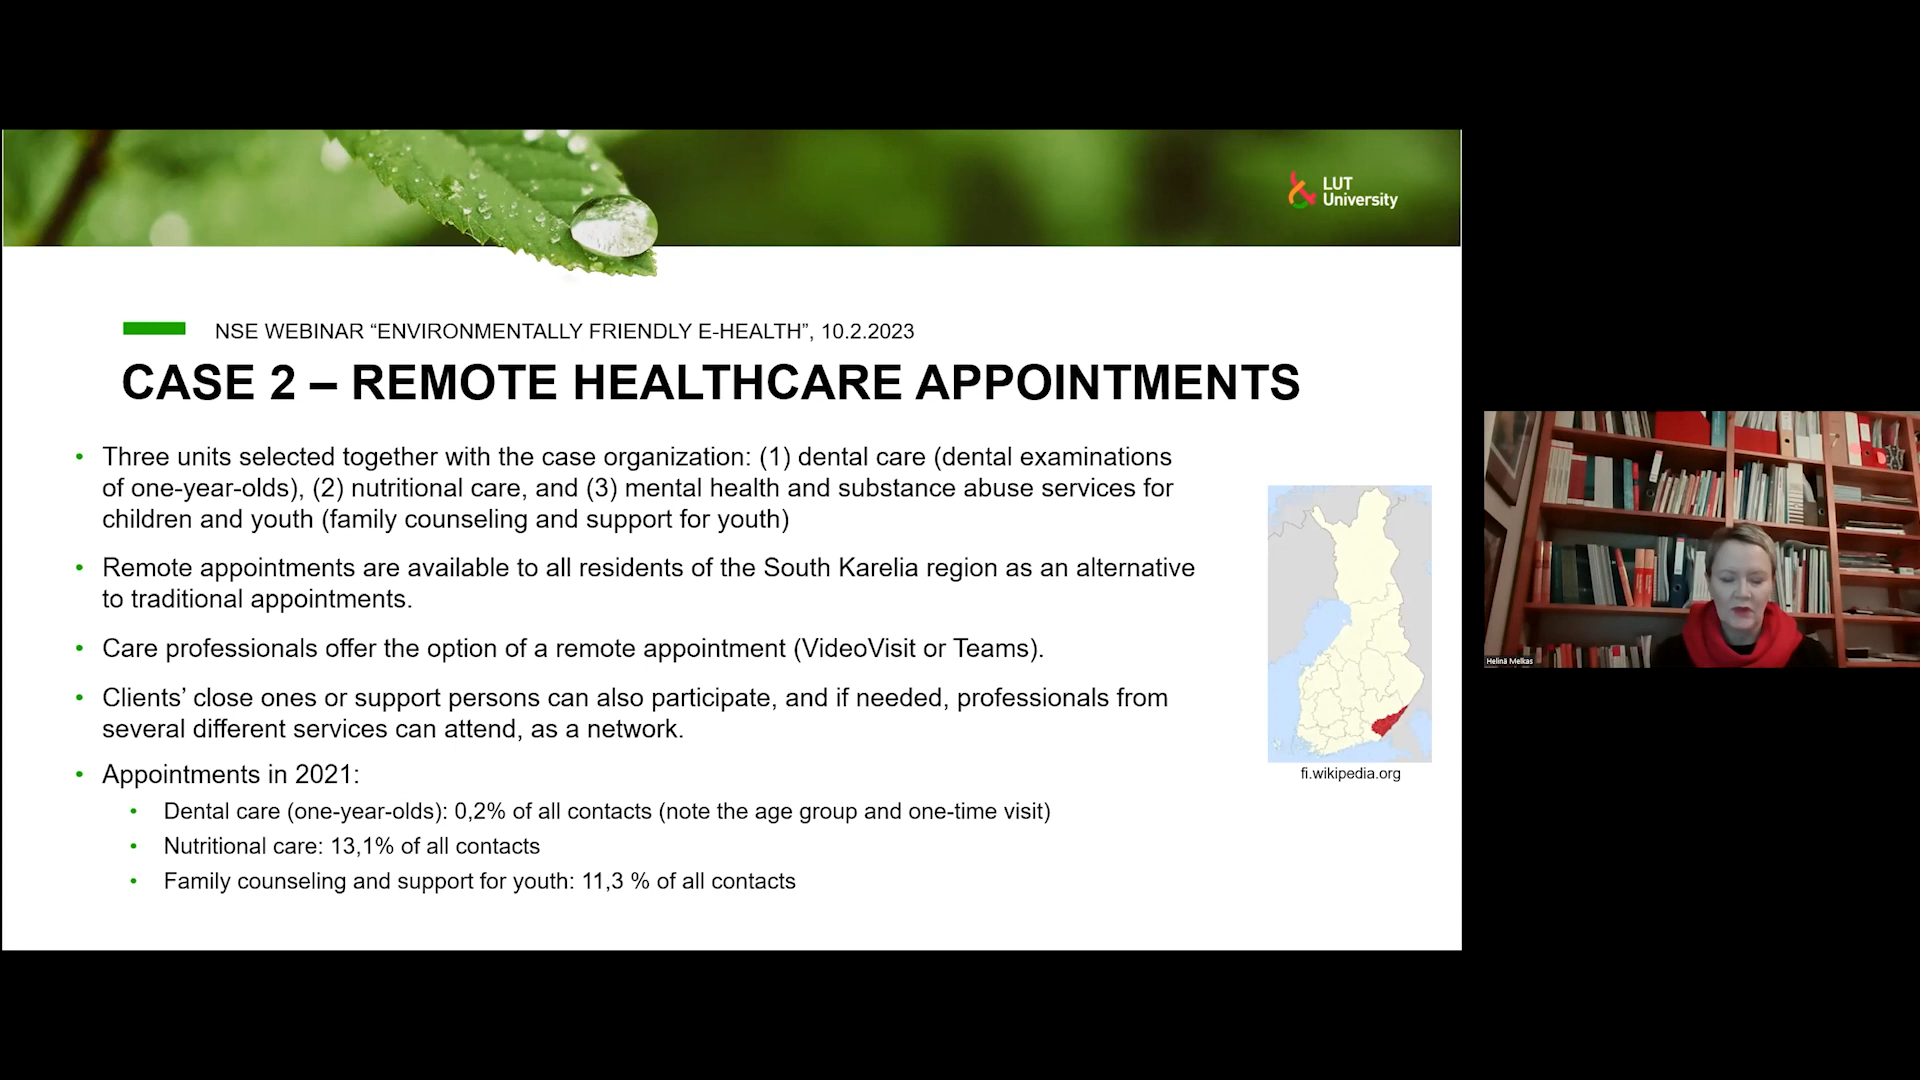 LUT
University
NSE WEBINAR “ENVIRONMENTALLY FRIENDLY E-HEALTH”, 10.2.2023
CASE 2 – REMOTE HEALTHCARE APPOINTMENTS
• Three units selected together with the case organization: (1) dental care (dental examinations
of one-year-olds), (2) nutritional care, and (3) mental health and substance abuse services for
children and youth (family counseling and support for youth)
• Remote appointments are available to all residents of the South Karelia region as an alternative
to traditional appointments.
• Care professionals offer the option of a remote appointment (VideoVisit or Teams).
• Clients’ close ones or support persons can also participate, and if needed, professionals from
several different services can attend, as a network.
• Appointments in 2021:
• Dental care (one-year-olds): 0,2% of all contacts (note the age group and one-time visit)
• Nutritional care: 13,1% of all contacts
• Family counseling and support for youth: 11,3 % of all contacts
fi.wikipedia.org
Helinä Melkas